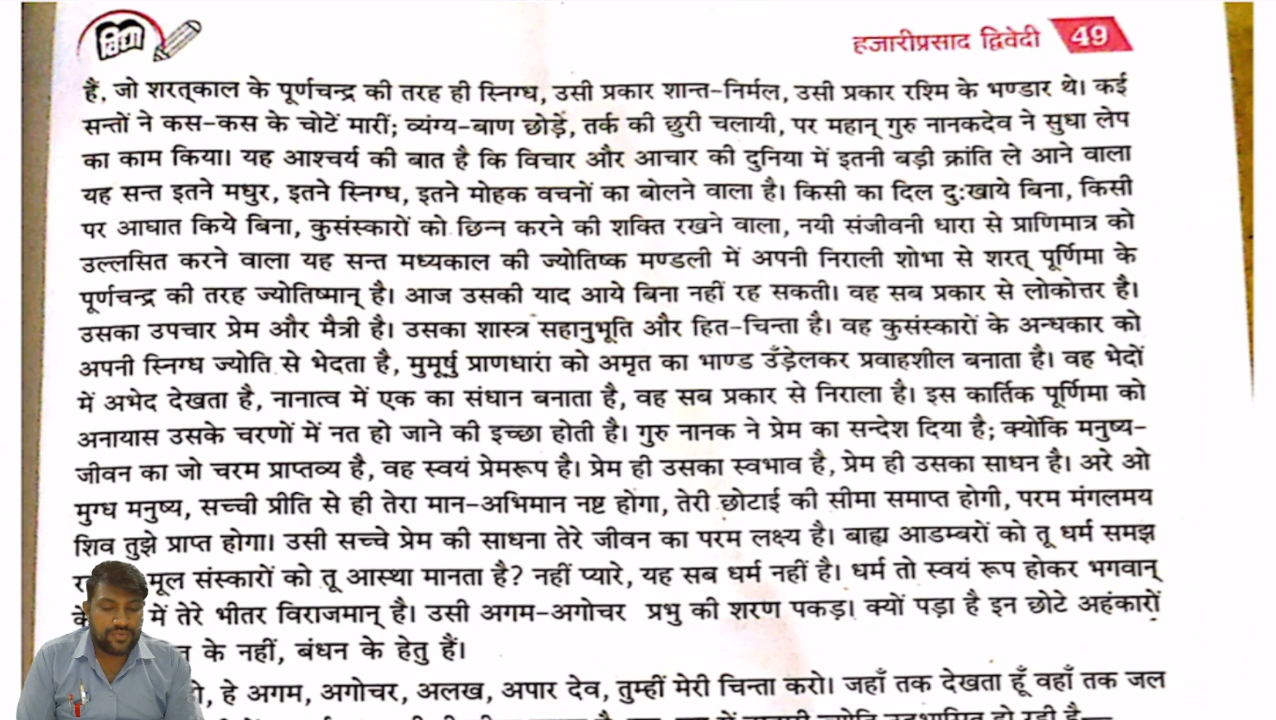 विद्या
हजारीप्रसाद द्विवेदी 49
हैं, जो शरत्काल के पूर्णचन्द्र की तरह ही स्निग्ध, उसी प्रकार शान्त-निर्मल, उसी प्रकार रश्मि के भण्डार थे। कई
सन्तों ने कस-कस के चोटें मारीं; व्यंग्य-बाण छोड़े, तर्क की छुरी चलायी, पर महान् गुरु नानकदेव ने सुधा लेप
का काम किया। यह आश्चर्य की बात है कि विचार और आचार की दुनिया में इतनी बड़ी क्रांति ले आने वाला
यह सन्त इतने मधुर, इतने स्निग्ध, इतने मोहक वचनों का बोलने वाला है। किसी का दिल दुःखाये बिना, किसी
पर आघात किये बिना, कुसंस्कारों को छिन्न करने की शक्ति रखने वाला, नयी संजीवनी धारा से प्राणिमात्र को
उल्लसित करने वाला यह सन्त मध्यकाल की ज्योतिष्क मण्डली में अपनी निराली शोभा से शरत् पूर्णिमा के
पूर्णचन्द्र की तरह ज्योतिष्मान् है। आज उसकी याद आये बिना नहीं रह सकती। वह सब प्रकार से लोकोत्तर है।
उसका उपचार प्रेम और मैत्री है। उसका शास्त्र सहानुभूति और हित-चिन्ता है। वह कुसंस्कारों के अन्धकार को
अपनी स्निग्ध ज्योति से भेदता है, मुमूर्षु प्राणधारा को अमृत का भाण्ड उँड़ेलकर प्रवाहशील बनाता है। वह भेदों
में अभेद देखता है, नानात्व में एक का संधान बनाता है, वह सब प्रकार से निराला है। इस कार्तिक पूर्णिमा को
अनायास उसके चरणों में नत हो जाने की इच्छा होती है। गुरु नानक ने प्रेम का सन्देश दिया है; क्योंकि मनुष्य-
जीवन का जो चरम प्राप्तव्य है, वह स्वयं प्रेमरूप है। प्रेम ही उसका स्वभाव है, प्रेम ही उसका साधन है। अरे ओ
मुग्ध मनुष्य, सच्ची प्रीति से ही तेरा मान-अभिमान नष्ट होगा, तेरी छोटाई की सीमा समाप्त होगी, परम मंगलमय
शिव तुझे प्राप्त होगा। उसी सच्चे प्रेम की साधना तेरे जीवन का परम लक्ष्य है। बाह्य आडम्बरों को तू धर्म समझ
मूल संस्कारों को तू आस्था मानता है? नहीं प्यारे, यह सब धर्म नहीं है। धर्म तो स्वयं रूप होकर भगवान्
के में तेरे भीतर विराजमान् है। उसी अगम-अगोचर प्रभु की शरण पकड़। क्यों पड़ा है इन छोटे अहंकारों
के नहीं, बंधन के हेतु हैं।
हे अगम, अगोचर, अलख, अपार देव, तुम्हीं मेरी चिन्ता करो। जहाँ तक देखता हूँ वहाँ तक जल